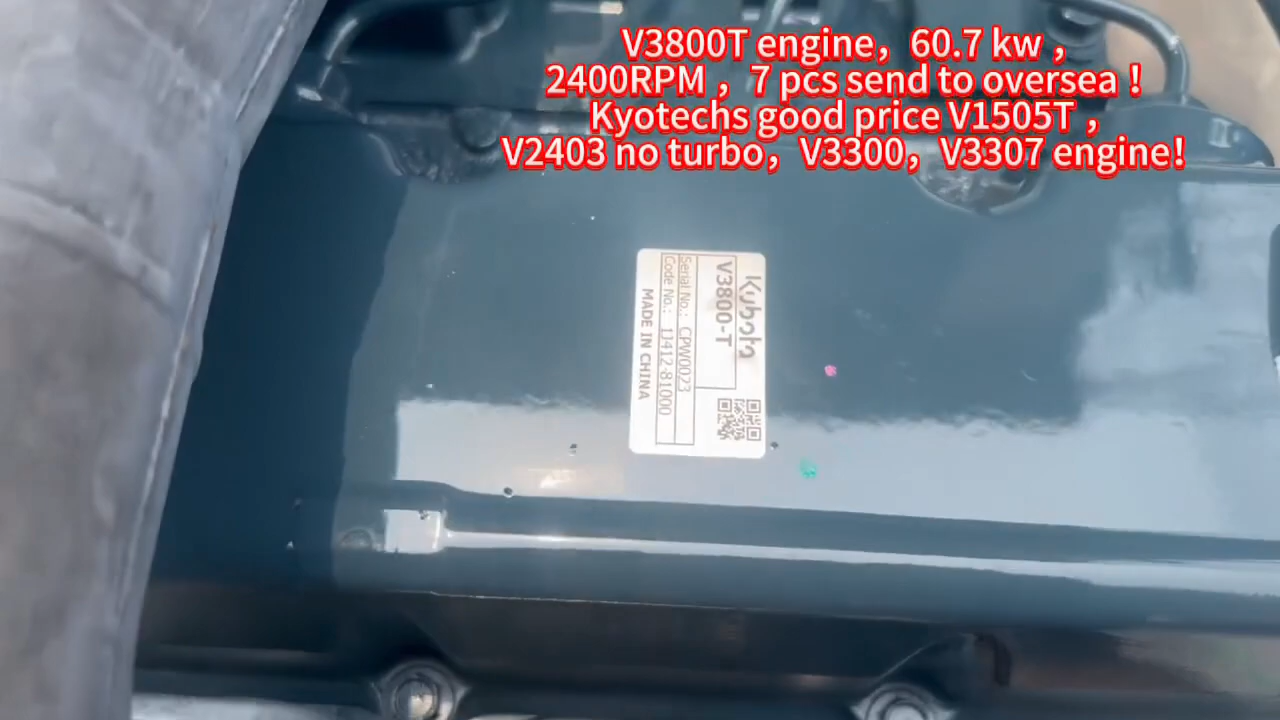 V3800T engine，60.7 kw ，
2400RPM ，7 pcs send to oversea！
Kyotechs good price V1505T ，
V2403 no turbo，V3300，V3307 engine！
Kubota
V3800-T
Serial No.: CPW0023
Code No.: 1J412-81000
MADE IN CHINA